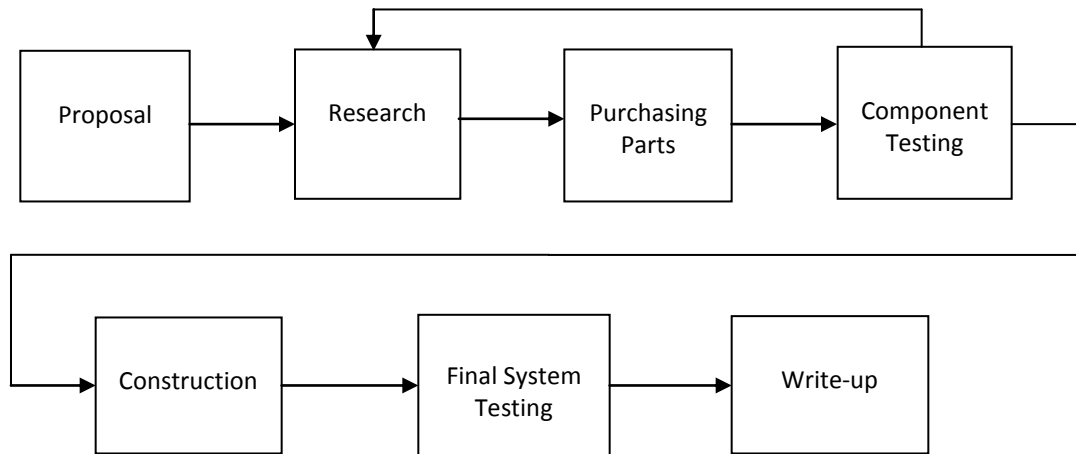 Proposal
Research
Purchasing
Parts
Component
Testing
Construction
Final System
Testing
Write-up